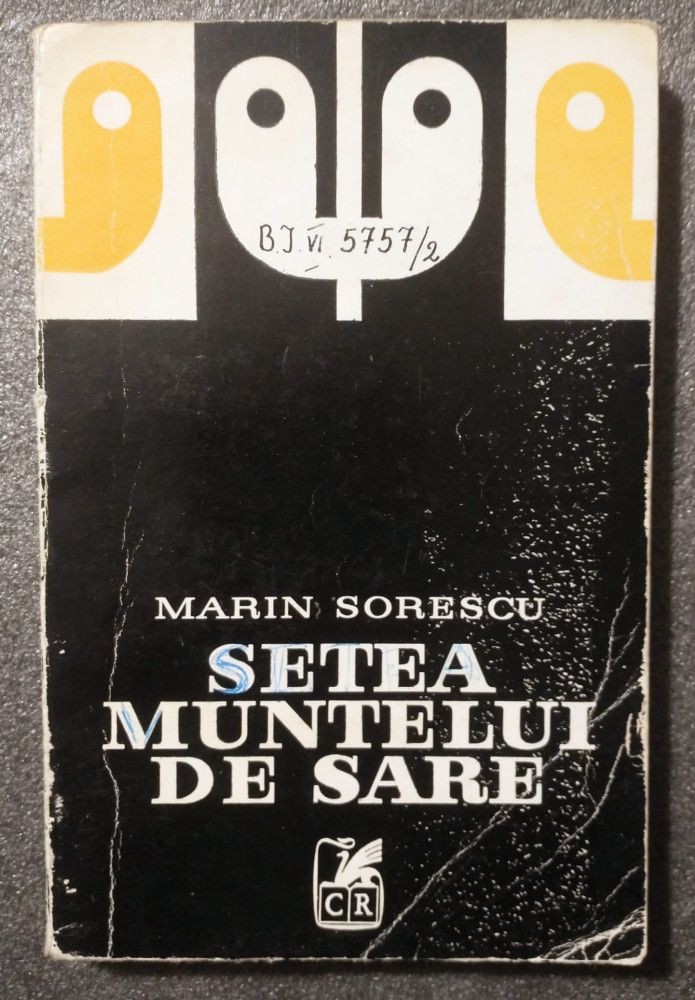 B.J. VI. 5757/2
MARIN SORESCU
SETEA
MUNTELUI
DE SARE
CR